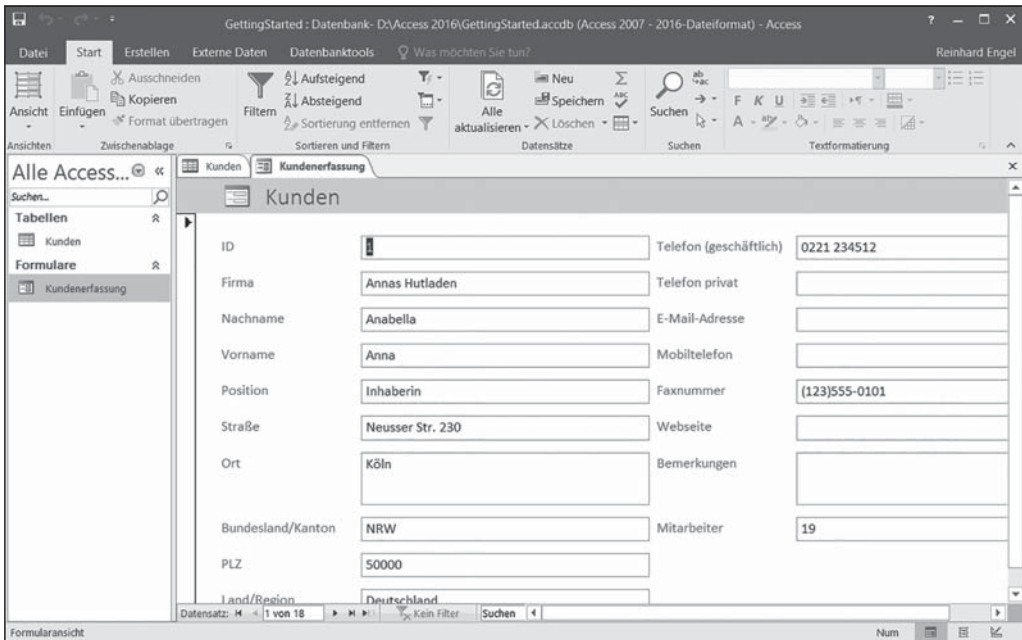 GettingStarted : Datenbank- D:\Access 2016\GettingStarted.accdb (Access 2007 - 2016-Dateiformat) - Access
?
Datei Start Erstellen Externe Daten Datenbanktools Was möchten Sie tun? Reinhard Engel
Ansicht
Einfügen
Ausschneiden
Kopieren
Format übertragen
Filtern
Aufsteigend
Absteigend
Sortierung entfernen
Alle aktualisieren
Neu
Speichern
Löschen
Suchen
F K U
A
Ansichten Zwischenablage Sortieren und Filtern Datensätze Suchen Textformatierung
Alle Access...
Suchen...
Tabellen
Kunden
Formulare
Kundenerfassung
Kunden Kundenerfassung
Kunden
ID 1 Telefon (geschäftlich) 0221 234512
Firma Annas Hutladen Telefon privat
Nachname Anabella E-Mail-Adresse
Vorname Anna Mobiltelefon
Position Inhaberin Faxnummer (123)555-0101
Straße Neusser Str. 230 Webseite
Ort Köln Bemerkungen
Bundesland/Kanton NRW Mitarbeiter 19
PLZ 50000
Land/Region Deutschland
Datensatz: 1 von 18 Kein Filter Suchen
Formularansicht Num